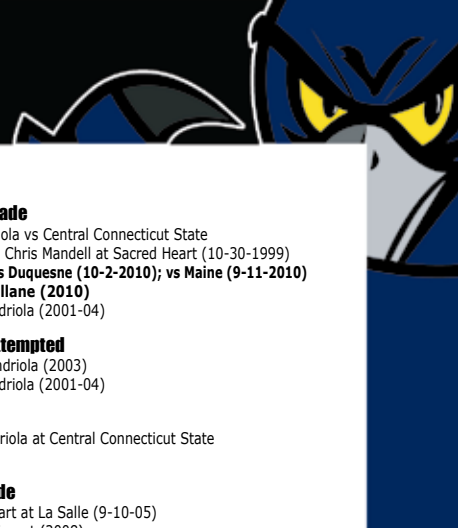 ade
ola vs Central Connecticut State
Chris Mandell at Sacred Heart (10-30-1999)
s Duquesne (10-2-2010); vs Maine (9-11-2010)
llane (2010)
driola (2001-04)
tempted
ndriola (2003)
driola (2001-04)
riola at Central Connecticut State
de
art at La Salle (9-10-05)